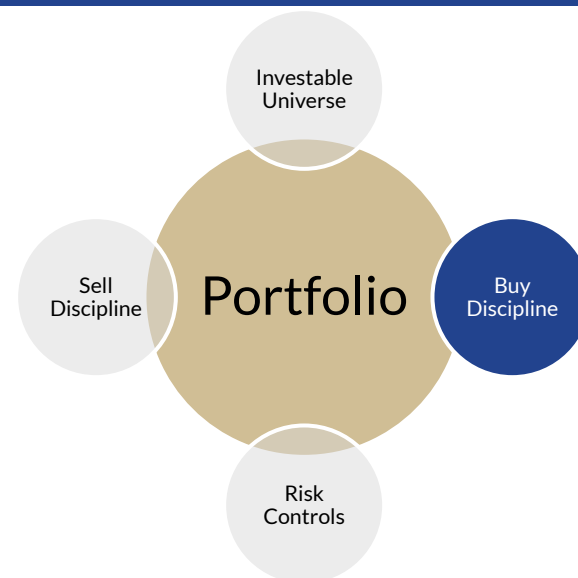 Investable
Universe
Sell
Discipline
Portfolio
Buy
Discipline
Risk
Controls